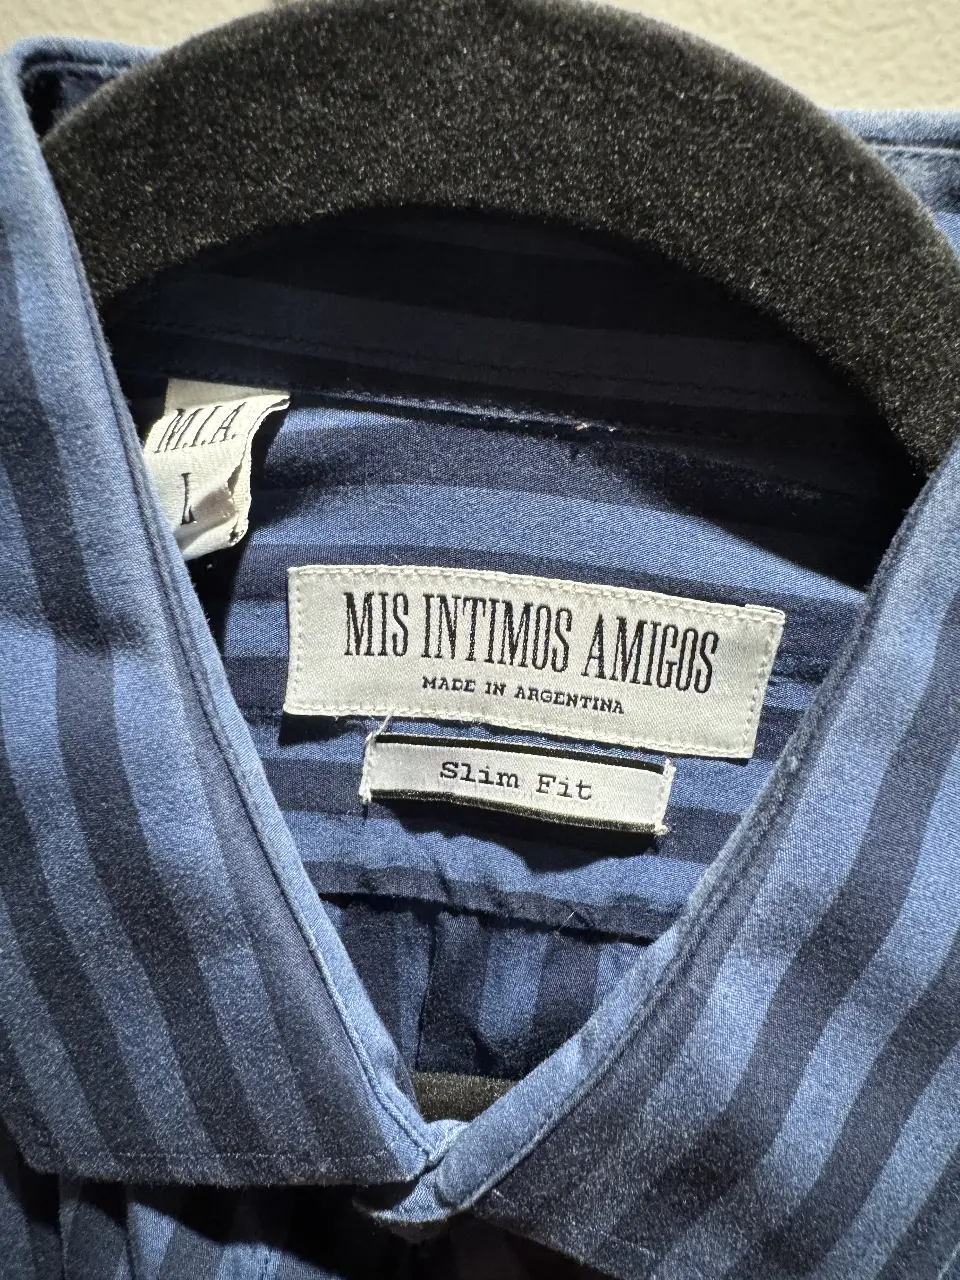 M.I.A.
L
MIS INTIMOS AMIGOS
MADE IN ARGENTINA
Slim Fit